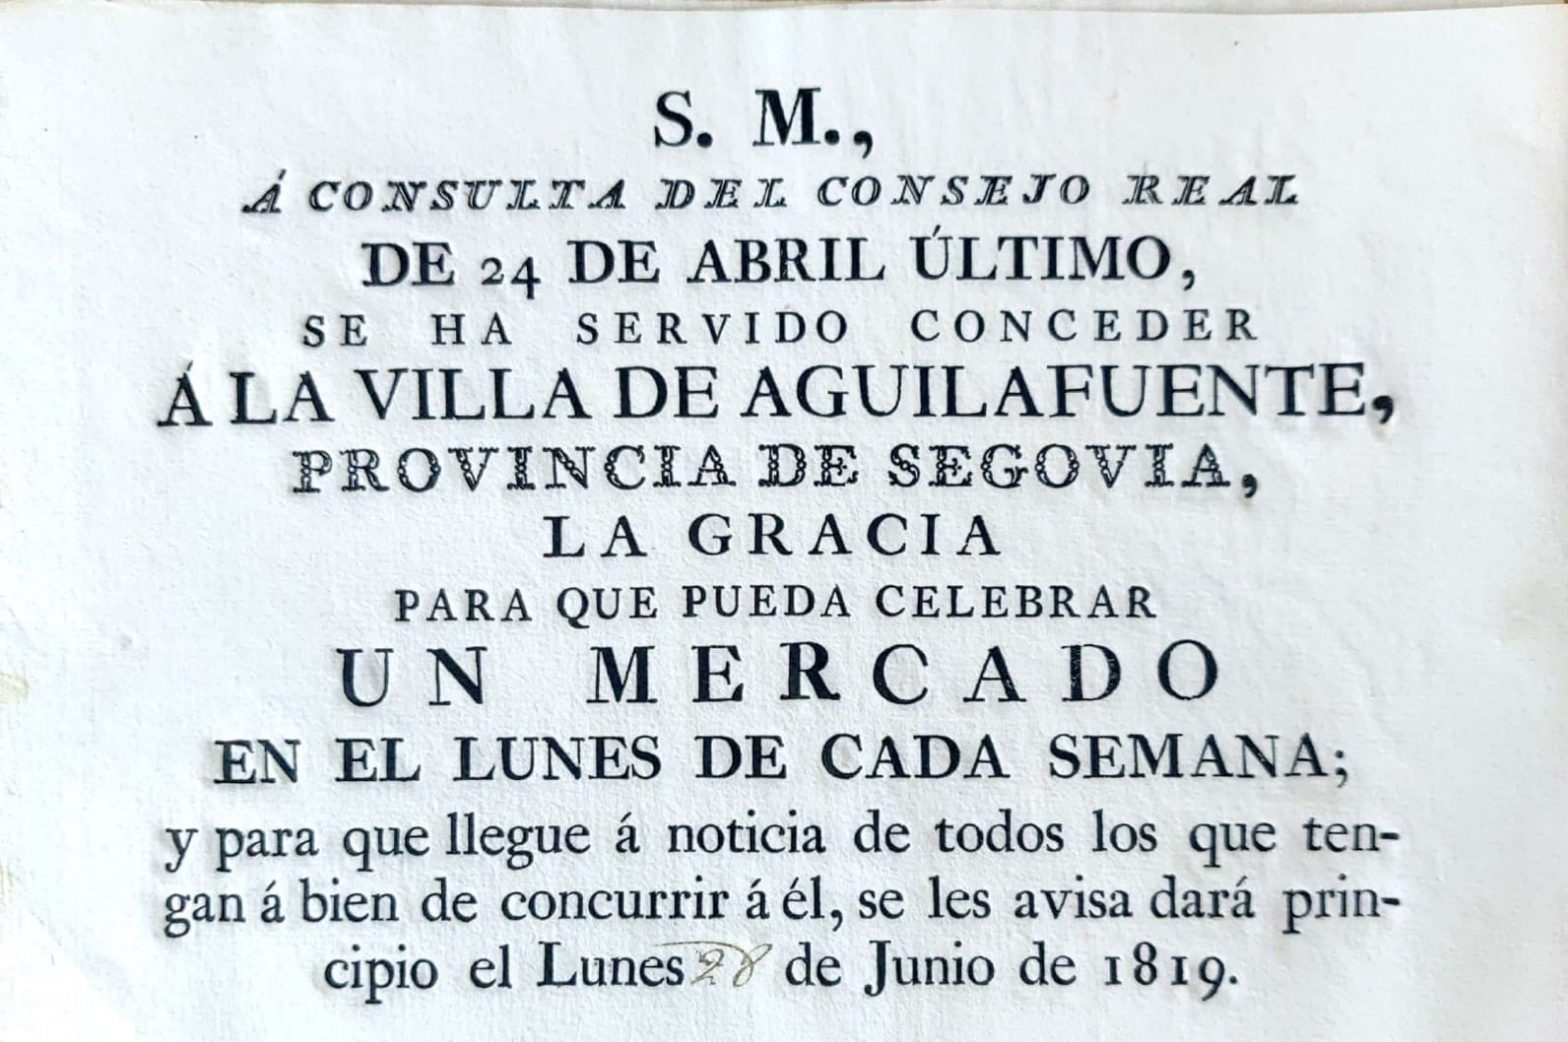 S. M.,
Á CONSULTA DEL CONSEJO REAL
DE 24 DE ABRIL ÚLTIMO,
SE HA SERVIDO CONCEDER
Á LA VILLA DE AGUILAFUENTE,
PROVINCIA DE SEGOVIA,
LA GRACIA
PARA QUE PUEDA CELEBRAR
UN MERCADO
EN EL LUNES DE CADA SEMANA;
y para que llegue á noticia de todos los que ten-
gan á bien de concurrir á él, se les avisa dará prin-
cipio el Lunes 28 de Junio de 1819.